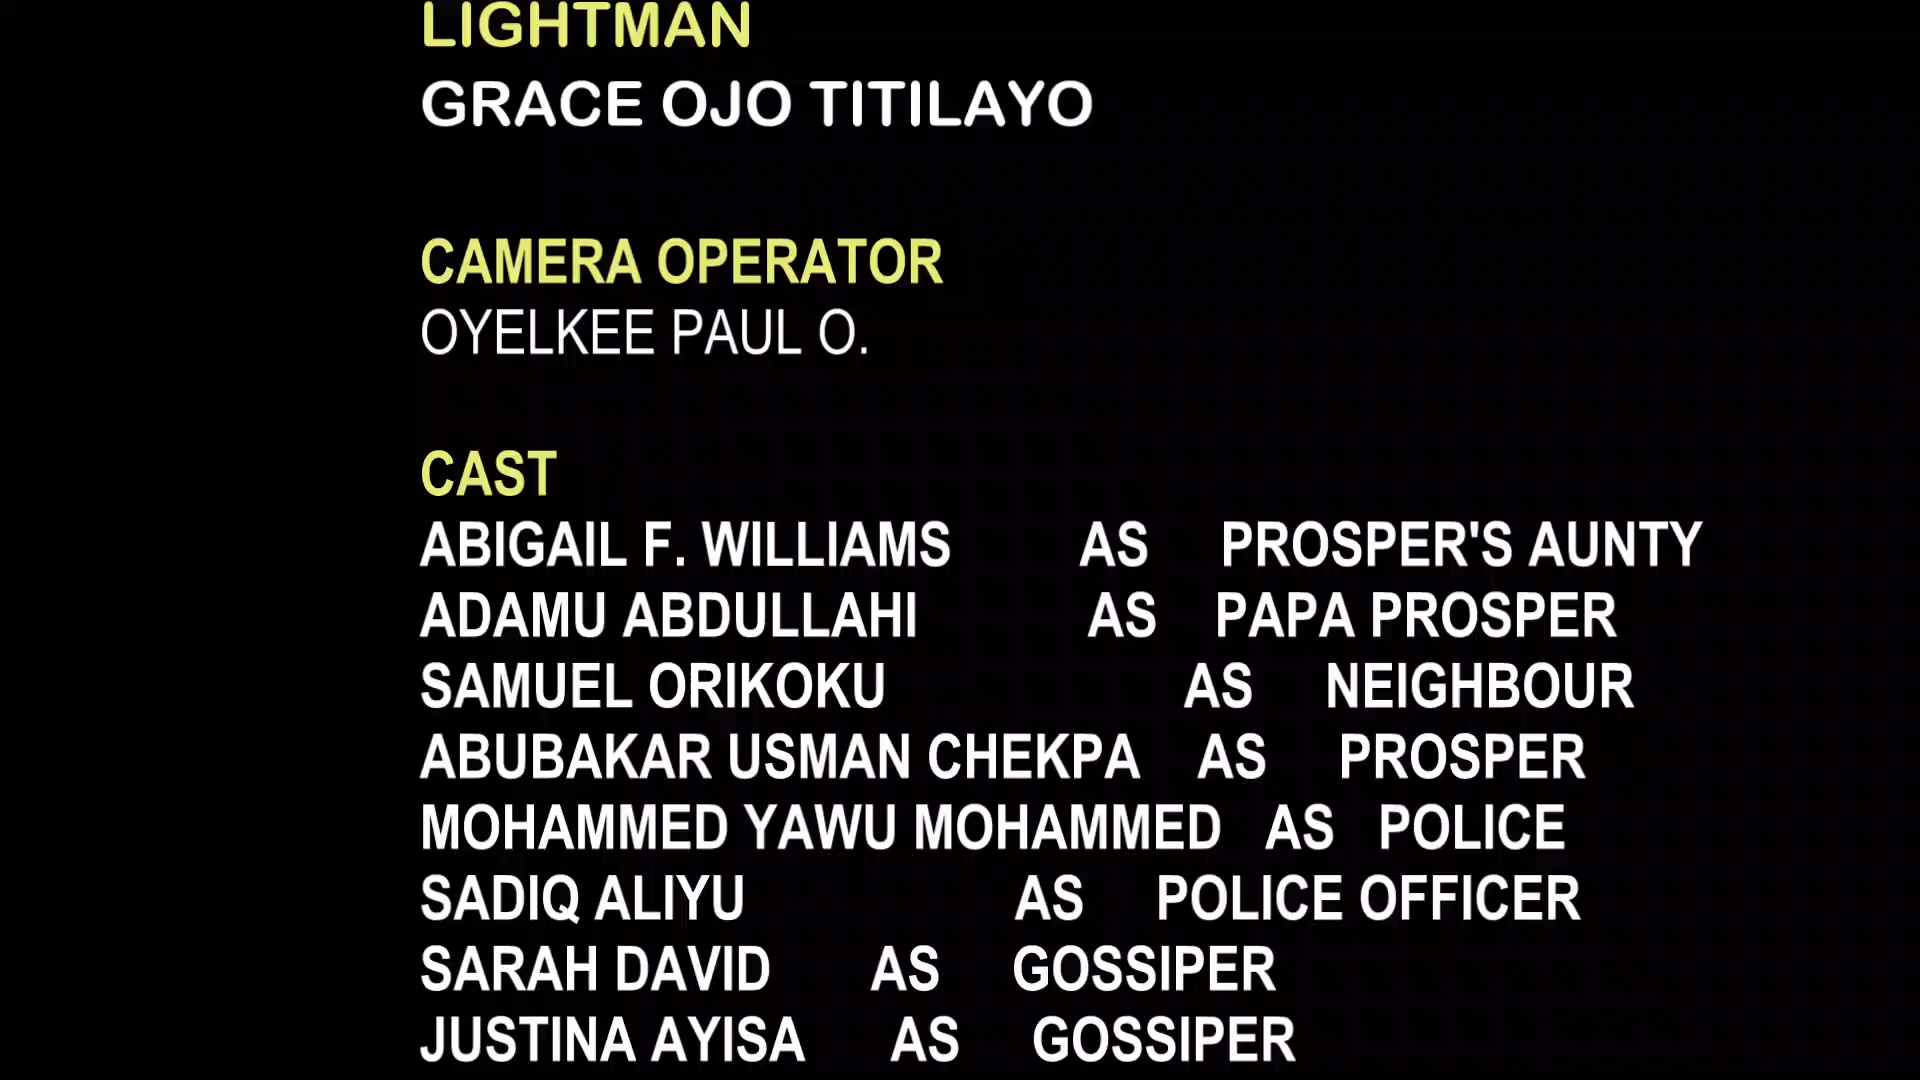 LIGHTMAN
GRACE OJO TITILAYO
CAMERA OPERATOR
OYELKEE PAUL O.
CAST
ABIGAIL F. WILLIAMS AS PROSPER'S AUNTY
ADAMU ABDULLAHI AS PAPA PROSPER
SAMUEL ORIKOKU AS NEIGHBOUR
ABUBAKAR USMAN CHEKPA AS PROSPER
MOHAMMED YAWU MOHAMMED AS POLICE
SADIQ ALIYU AS POLICE OFFICER
SARAH DAVID AS GOSSIPER
JUSTINA AYISA AS GOSSIPER